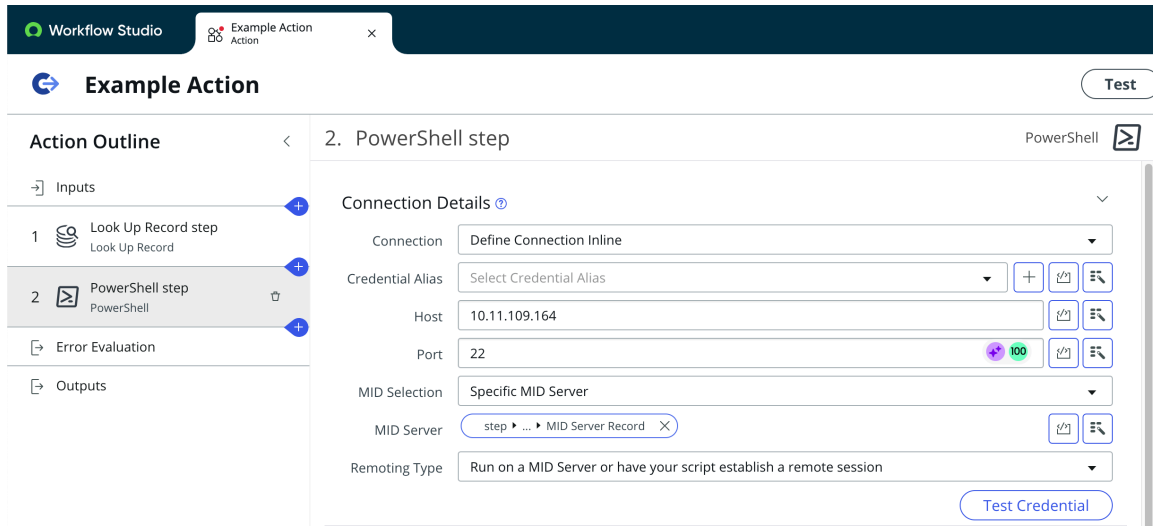 Workflow Studio
Example Action
Action
Example Action
Test
Action Outline
Inputs
1 Look Up Record step
Look Up Record
2 PowerShell step
PowerShell
Error Evaluation
Outputs
2. PowerShell step
PowerShell
Connection Details
Connection Define Connection Inline
Credential Alias Select Credential Alias
Host 10.11.109.164
Port 22 100
MID Selection Specific MID Server
MID Server step ▸ ... ▸ MID Server Record
Remoting Type Run on a MID Server or have your script establish a remote session
Test Credential